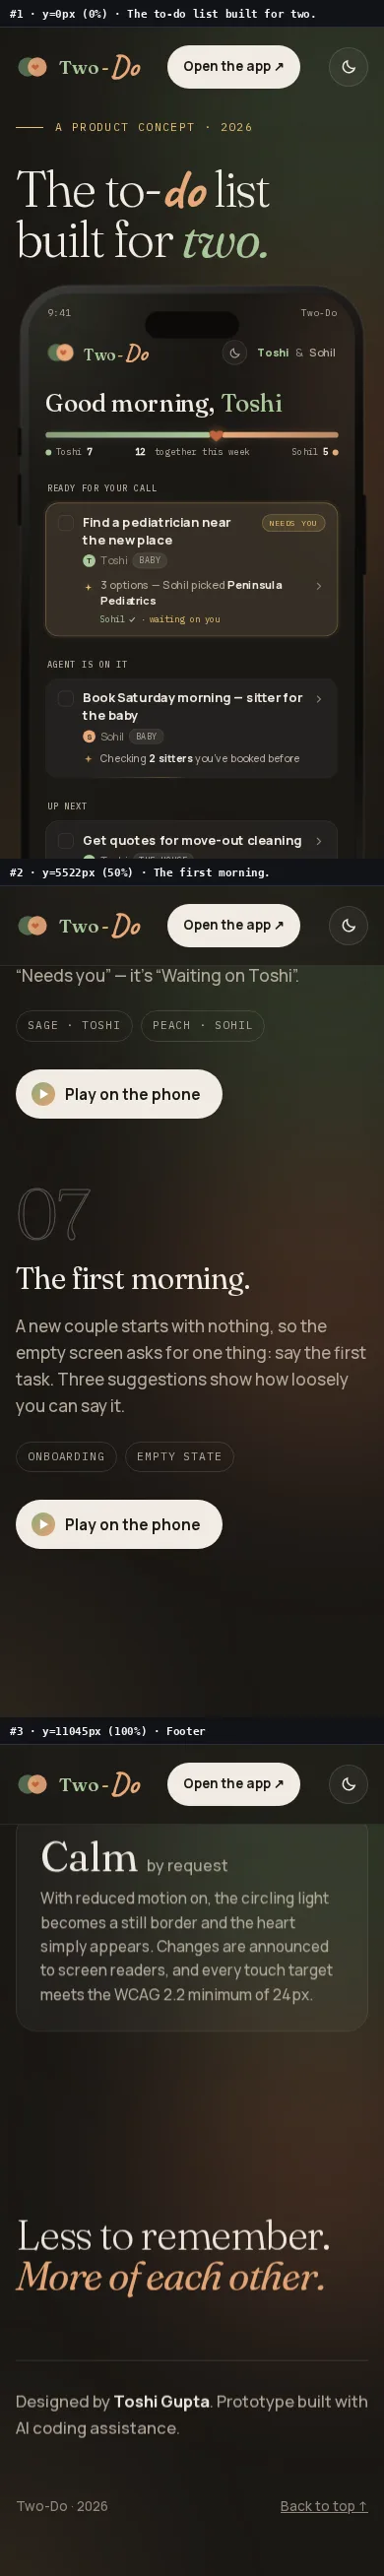 #1 · y=0px (0%) · The to-do list built for two.
Two-Do
Open the app ↗
A PRODUCT CONCEPT · 2026
The to-do list
built for two.
9:41
Two-Do
Two-Do
Toshi & Sohil
Good morning, Toshi
Toshi 7
12 together this week
Sohil 5
READY FOR YOUR CALL
Find a pediatrician near
the new place
NEEDS YOU
T
Toshi
BABY
3 options — Sohil picked Peninsula
Pediatrics
Sohil ✓ · waiting on you
AGENT IS ON IT
Book Saturday morning — sitter for
the baby
S
Sohil
BABY
Checking 2 sitters you've booked before
UP NEXT
Get quotes for move-out cleaning
#2 · y=5522px (50%) · The first morning.
Two-Do
Open the app ↗
“Needs you” — it's “Waiting on Toshi”.
SAGE · TOSHI
PEACH · SOHIL
Play on the phone
07
The first morning.
A new couple starts with nothing, so the
empty screen asks for one thing: say the first
task. Three suggestions show how loosely
you can say it.
ONBOARDING
EMPTY STATE
Play on the phone
#3 · y=11045px (100%) · Footer
Two-Do
Open the app ↗
Calm by request
With reduced motion on, the circling light
becomes a still border and the heart
simply appears. Changes are announced
to screen readers, and every touch target
meets the WCAG 2.2 minimum of 24px.
Less to remember.
More of each other.
Designed by Toshi Gupta. Prototype built with
AI coding assistance.
Two-Do · 2026
Back to top ↑